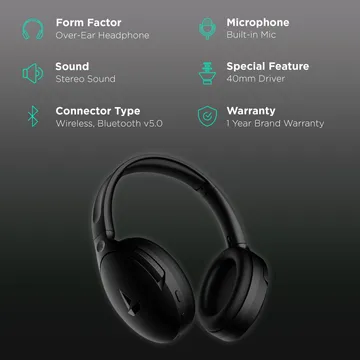 Form Factor
Over-Ear Headphone
Microphone
Built-in Mic
Sound
Stereo Sound
Special Feature
40mm Driver
Connector Type
Wireless, Bluetooth v5.0
Warranty
1 Year Brand Warranty